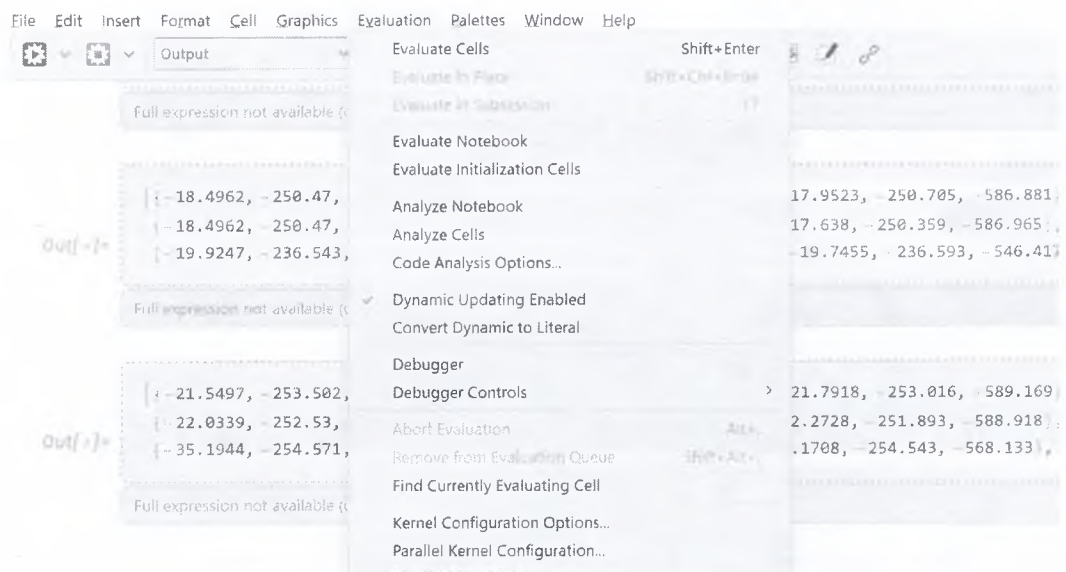 File Edit Insert Format Cell Graphics Evaluation Palettes Window Help
Output
Evaluate Cells Shift+Enter
Evaluate in Place
Evaluate in Subsession
Full expression not available
Evaluate Notebook
Evaluate Initialization Cells
Analyze Notebook
Analyze Cells
Code Analysis Options...
-18.4962, -250.47, 17.9523, -250.705, -586.881
-18.4962, -250.47, 17.638, -250.359, -586.965},
-19.9247, -236.543, -19.7455, -236.593, -546.41
Full expression not available
Dynamic Updating Enabled
Convert Dynamic to Literal
Debugger
Debugger Controls >
-21.5497, -253.502, 21.7918, -253.016, -589.169
-22.0339, -252.53, 2.2728, -251.893, -588.918},
-35.1944, -254.571, .1708, -254.543, -568.133},
Abort Evaluation
Remove from Evaluation Queue
Find Currently Evaluating Cell
Full expression not available
Kernel Configuration Options...
Parallel Kernel Configuration...